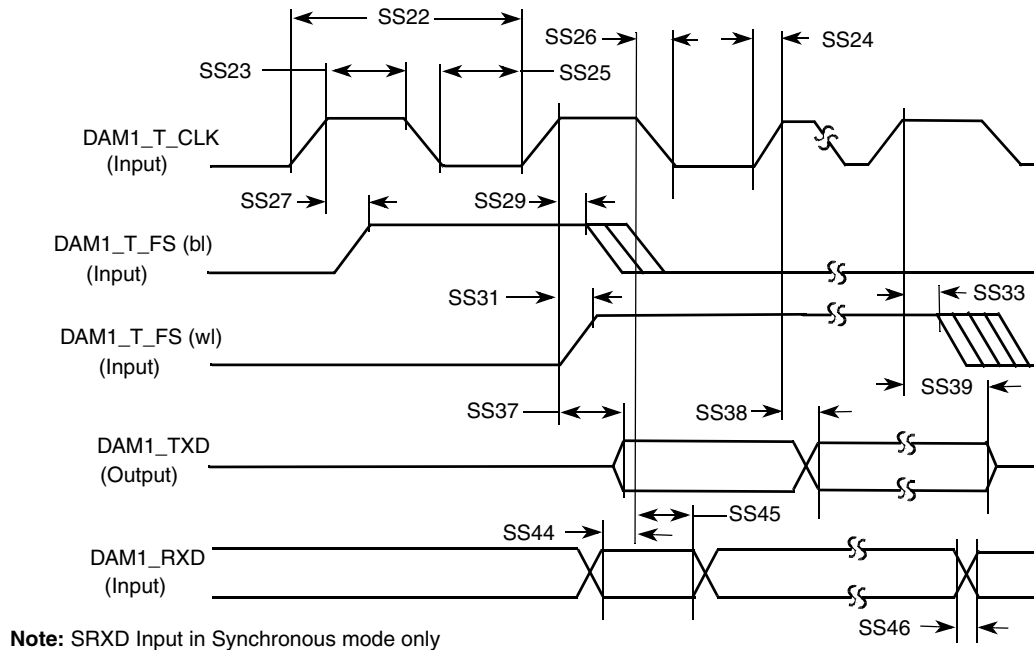 SS22
SS26
SS24
SS23
SS25
DAM1_T_CLK
(Input)
SS27
SS29
DAM1_T_FS (bl)
(Input)
SS31
SS33
DAM1_T_FS (wl)
(Input)
SS39
SS37
SS38
DAM1_TXD
(Output)
SS44
SS45
DAM1_RXD
(Input)
SS46
Note: SRXD Input in Synchronous mode only